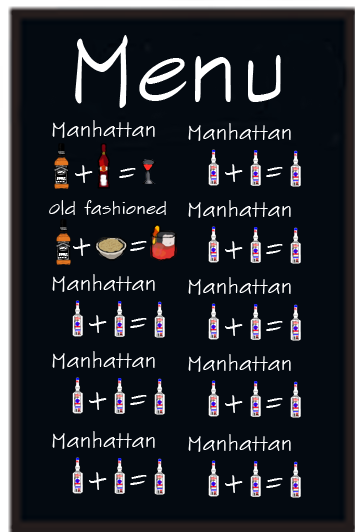 Menu
Manhattan
Manhattan
+ =
+ =
Old fashioned
Manhattan
+ =
+ =
Manhattan
Manhattan
+ =
+ =
Manhattan
Manhattan
+ =
+ =
Manhattan
Manhattan
+ =
+ =